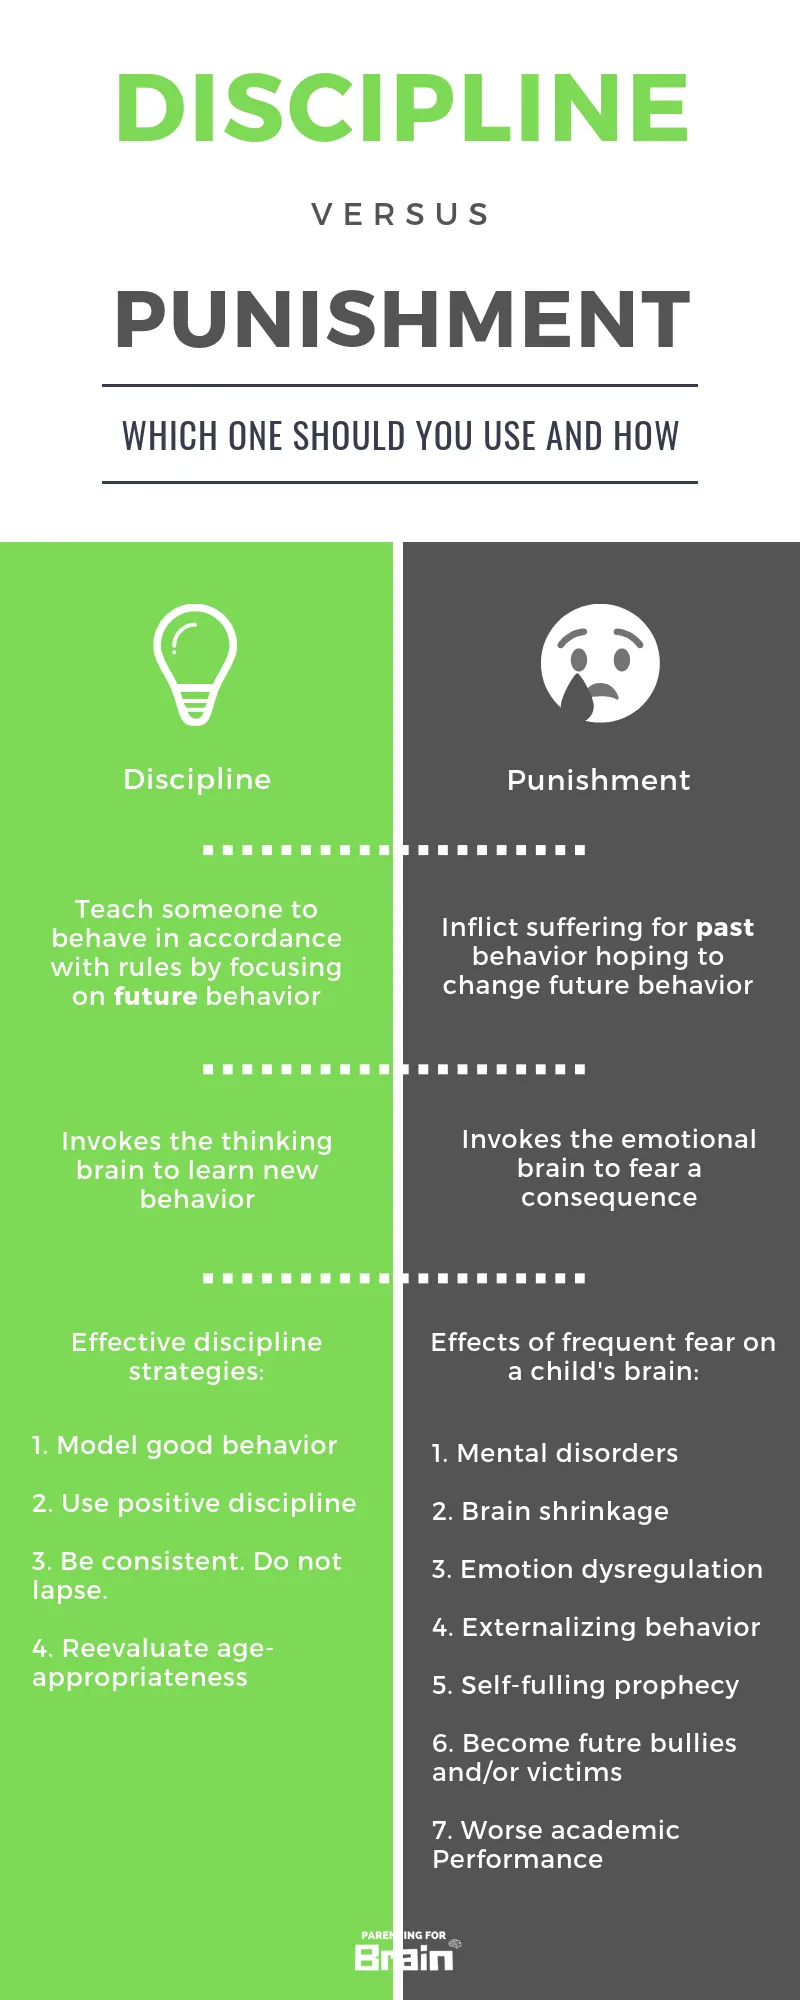 DISCIPLINE
VERSUS
PUNISHMENT
WHICH ONE SHOULD YOU USE AND HOW
Discipline
Teach someone to
behave in accordance
with rules by focusing
on future behavior
Invokes the thinking
brain to learn new
behavior
Effective discipline
strategies:
1. Model good behavior
2. Use positive discipline
3. Be consistent. Do not
lapse.
4. Reevaluate age-
appropriateness
Punishment
Inflict suffering for past
behavior hoping to
change future behavior
Invokes the emotional
brain to fear a
consequence
Effects of frequent fear on
a child's brain:
1. Mental disorders
2. Brain shrinkage
3. Emotion dysregulation
4. Externalizing behavior
5. Self-fulling prophecy
6. Become futre bullies
and/or victims
7. Worse academic
Performance
PARENTING FOR
Brain